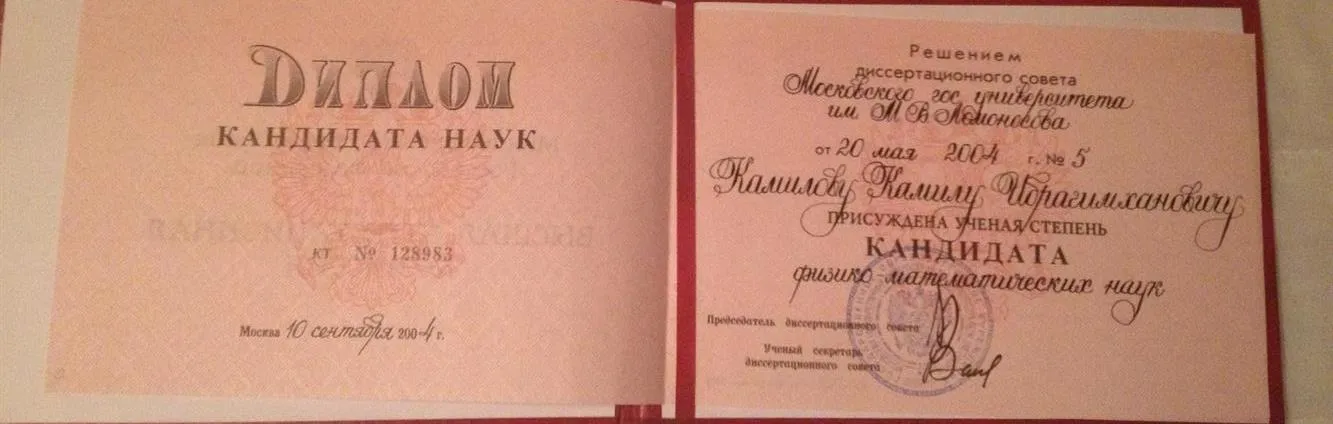 ДИПЛОМ
КАНДИДАТА НАУК
КТ № 128983
Москва 10 сентября 2004 г.
Решением
диссертационного совета
Московского гос университета
им М В Ломоносова
от 20 мая 2004 г. № 5
Камилову Камилу Ибрагимхановичу
ПРИСУЖДЕНА УЧЕНАЯ СТЕПЕНЬ
КАНДИДАТА
физико-математических наук
Председатель диссертационного совета
Ученый секретарь
диссертационного совета